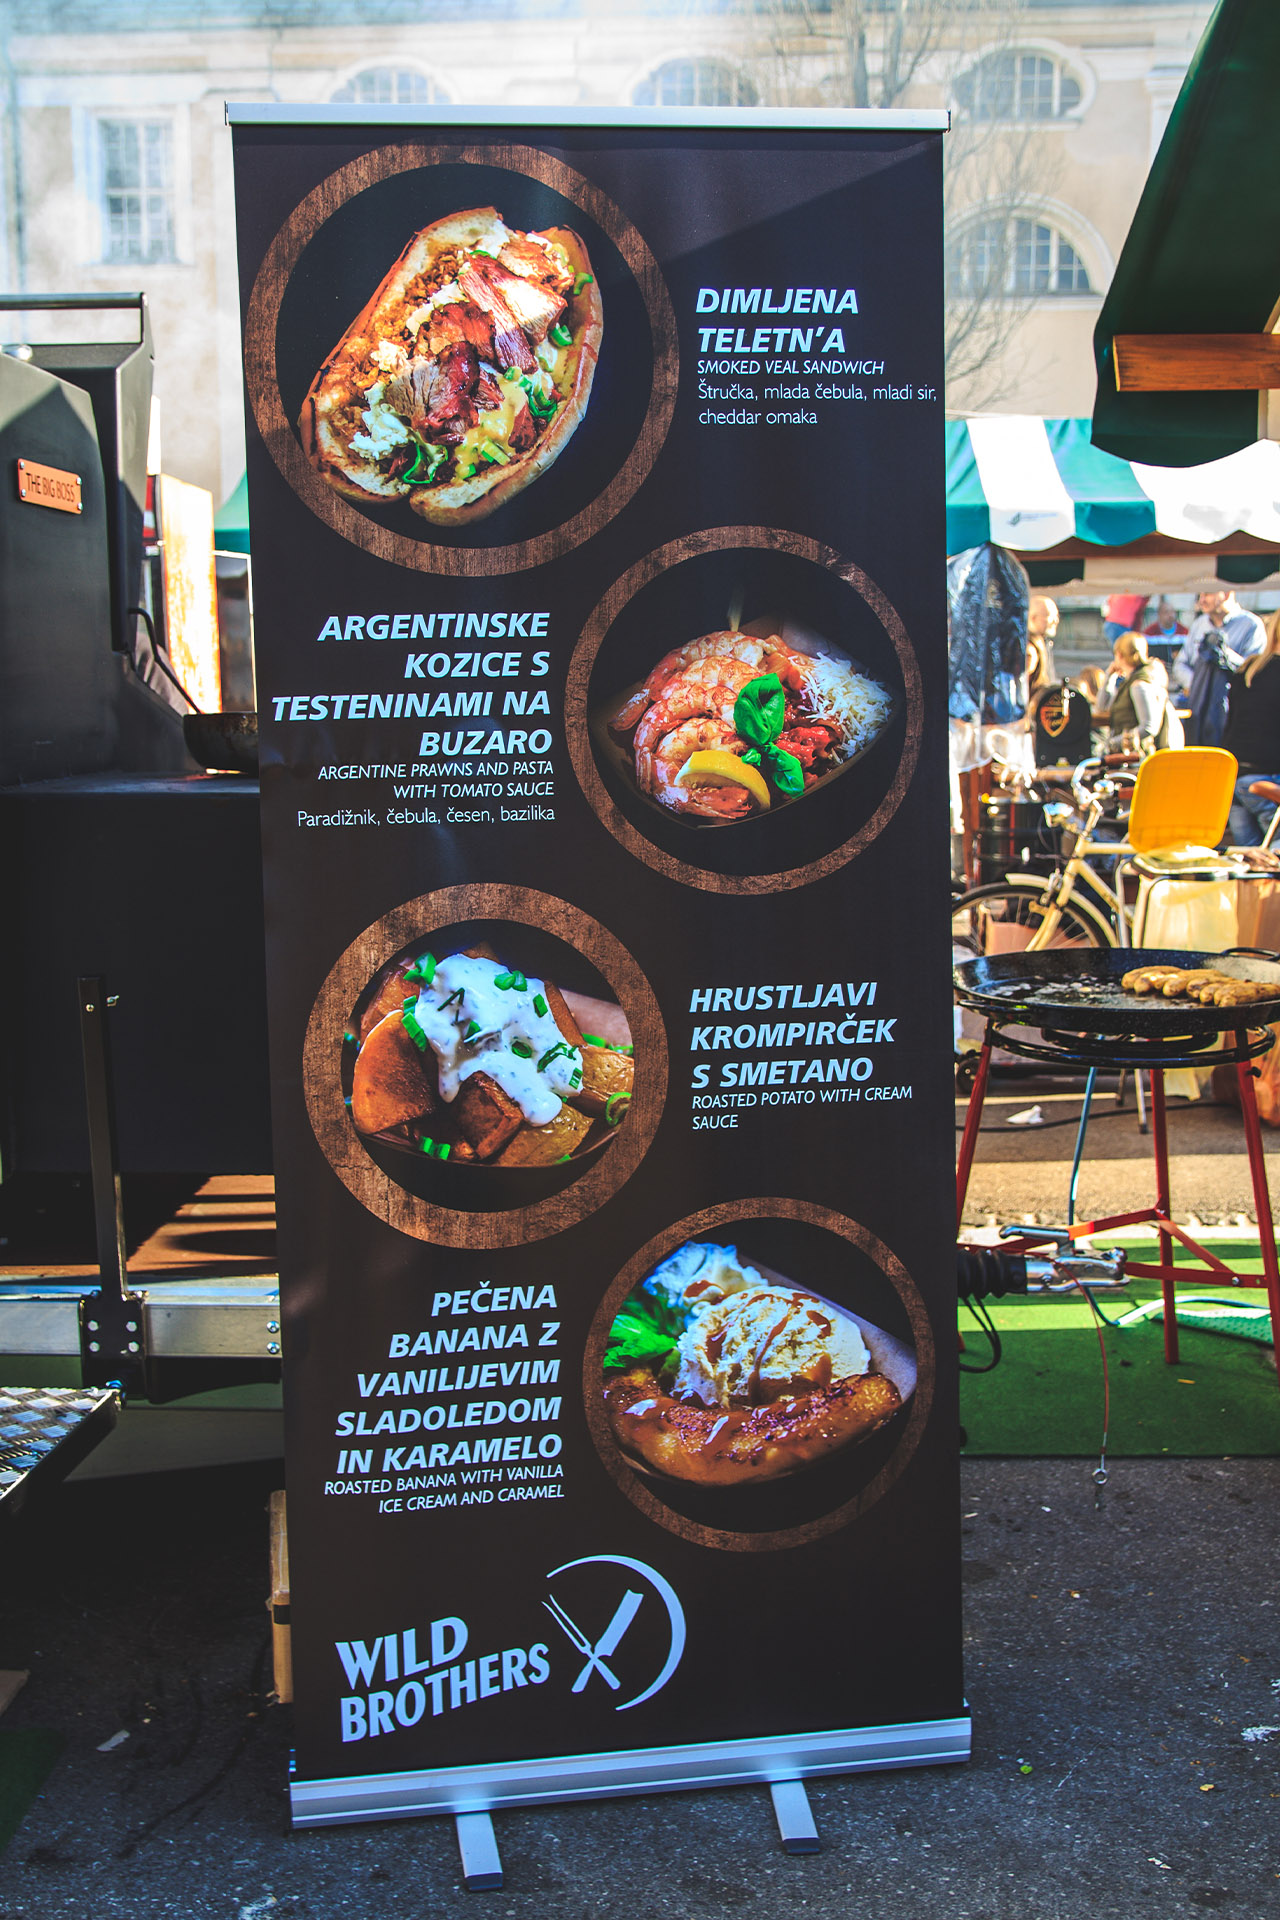 DIMLJENA
TELETN'A
SMOKED VEAL SANDWICH
Štručka, mlada čebula, mladi sir,
cheddar omaka
THE BIG BOSS
ARGENTINSKE
KOZICE S
TESTENINAMI NA
BUZARO
ARGENTINE PRAWNS AND PASTA
WITH TOMATO SAUCE
Paradižnik, čebula, česen, bazilika
HRUSTLJAVI
KROMPIRČEK
S SMETANO
ROASTED POTATO WITH CREAM
SAUCE
PEČENA
BANANA Z
VANILIJEVIM
SLADOLEDOM
IN KARAMELO
ROASTED BANANA WITH VANILLA
ICE CREAM AND CARAMEL
WILD
BROTHERS